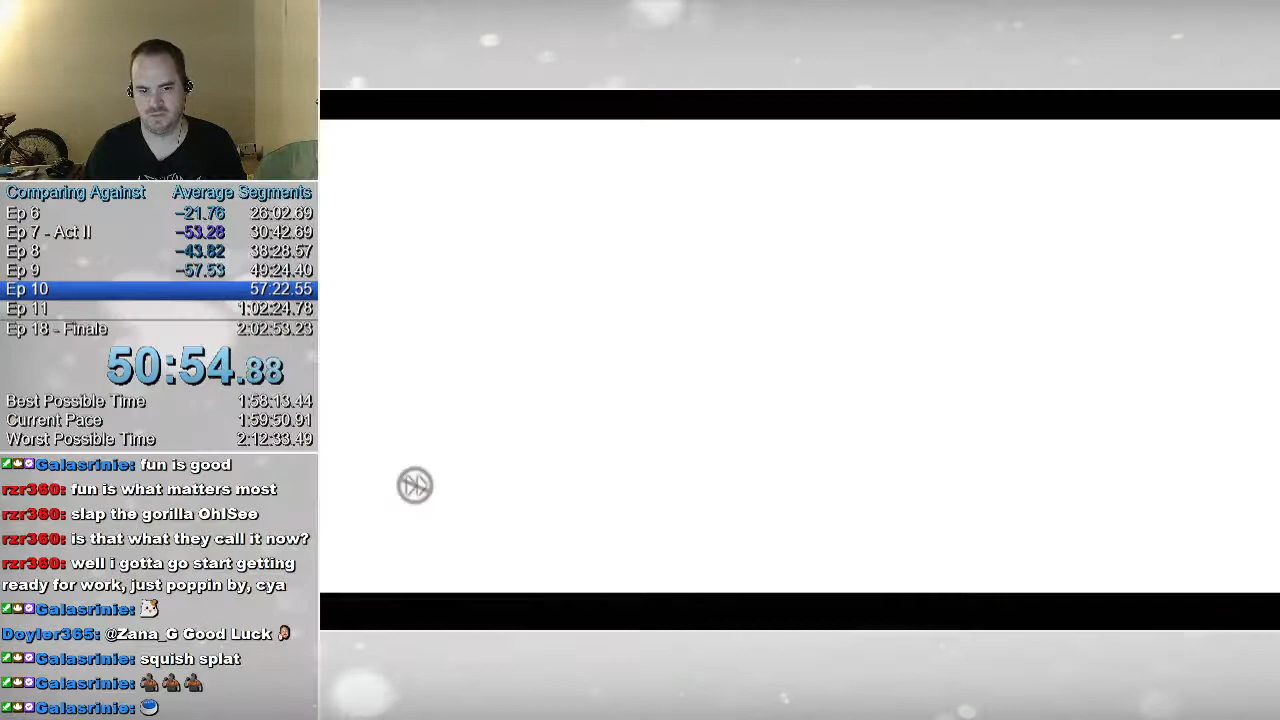 Comparing Against Average Segments
Ep 6 -21.76 26:02.69
Ep 7 - Act II -53.28 30:42.69
Ep 8 -43.82 38:28.57
Ep 9 -57.53 49:24.40
Ep 10 57:22.55
Ep 11 1:02:24.78
Ep 18 - Finale 2:02:53.23
50:54.88
Best Possible Time 1:58:13.44
Current Pace 1:59:50.91
Worst Possible Time 2:12:33.49
Galasrinie: fun is good
rzr360: fun is what matters most
rzr360: slap the gorilla OhISee
rzr360: is that what they call it now?
rzr360: well i gotta go start getting
ready for work, just poppin by, cya
Galasrinie:
Doyler365: @Zana_G Good Luck
Galasrinie: squish splat
Galasrinie:
Galasrinie: